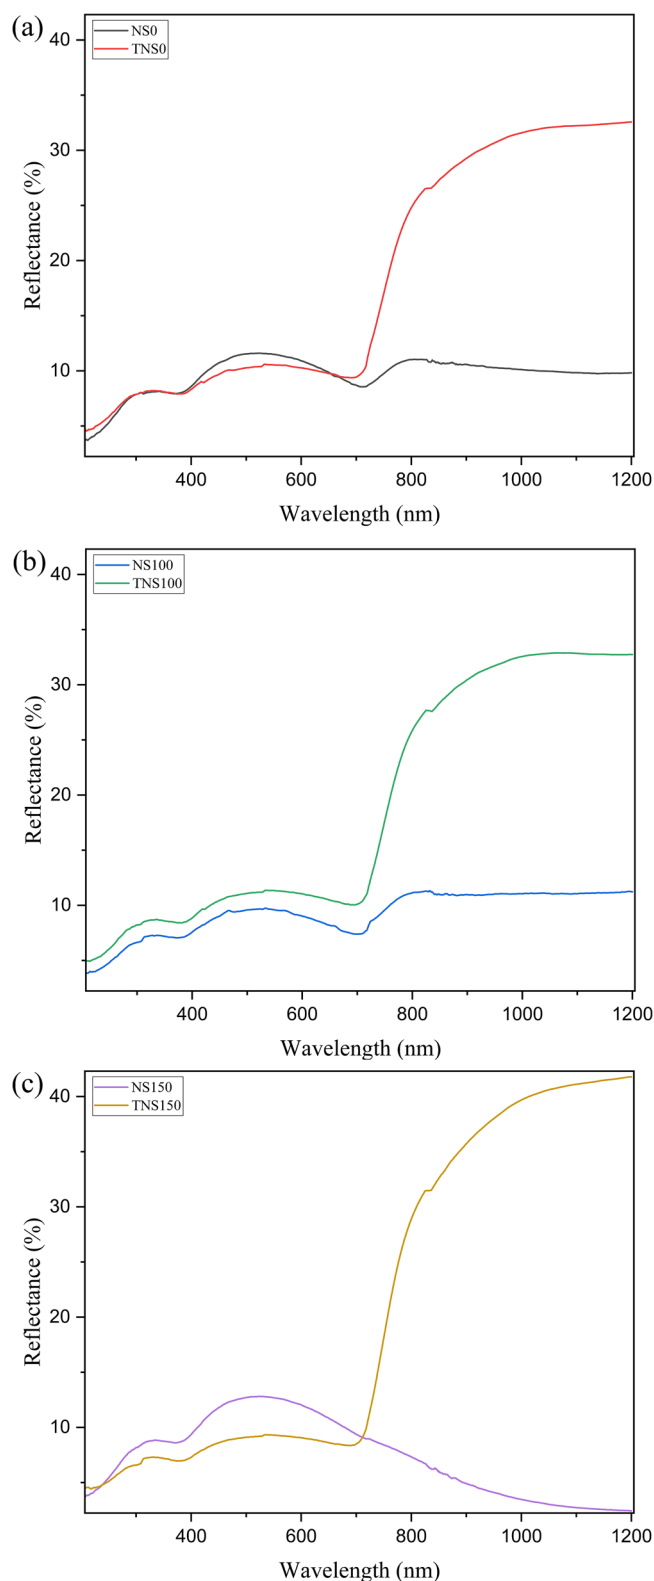 (a)
NS0
TNS0
40
30
20
10
Reflectance (%)
400 600 800 1000 1200
Wavelength (nm)
(b)
NS100
TNS100
40
30
20
10
Reflectance (%)
400 600 800 1000 1200
Wavelength (nm)
(c)
NS150
TNS150
40
30
20
10
Reflectance (%)
400 600 800 1000 1200
Wavelength (nm)